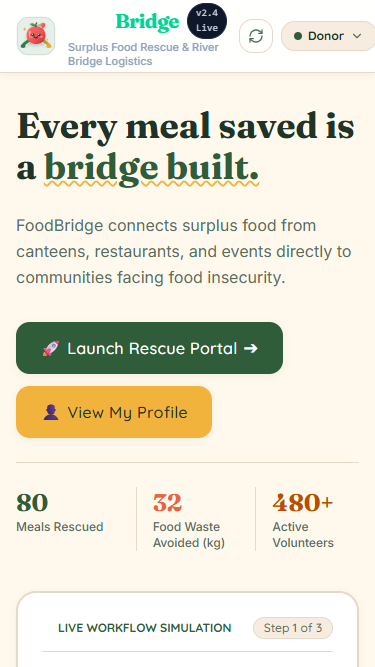 Bridge
v2.4
Live
Surplus Food Rescue & River
Bridge Logistics
Donor
Every meal saved is
a bridge built.
FoodBridge connects surplus food from
canteens, restaurants, and events directly to
communities facing food insecurity.
🚀 Launch Rescue Portal ➔
👤 View My Profile
80
Meals Rescued
32
Food Waste
Avoided (kg)
480+
Active
Volunteers
LIVE WORKFLOW SIMULATION
Step 1 of 3